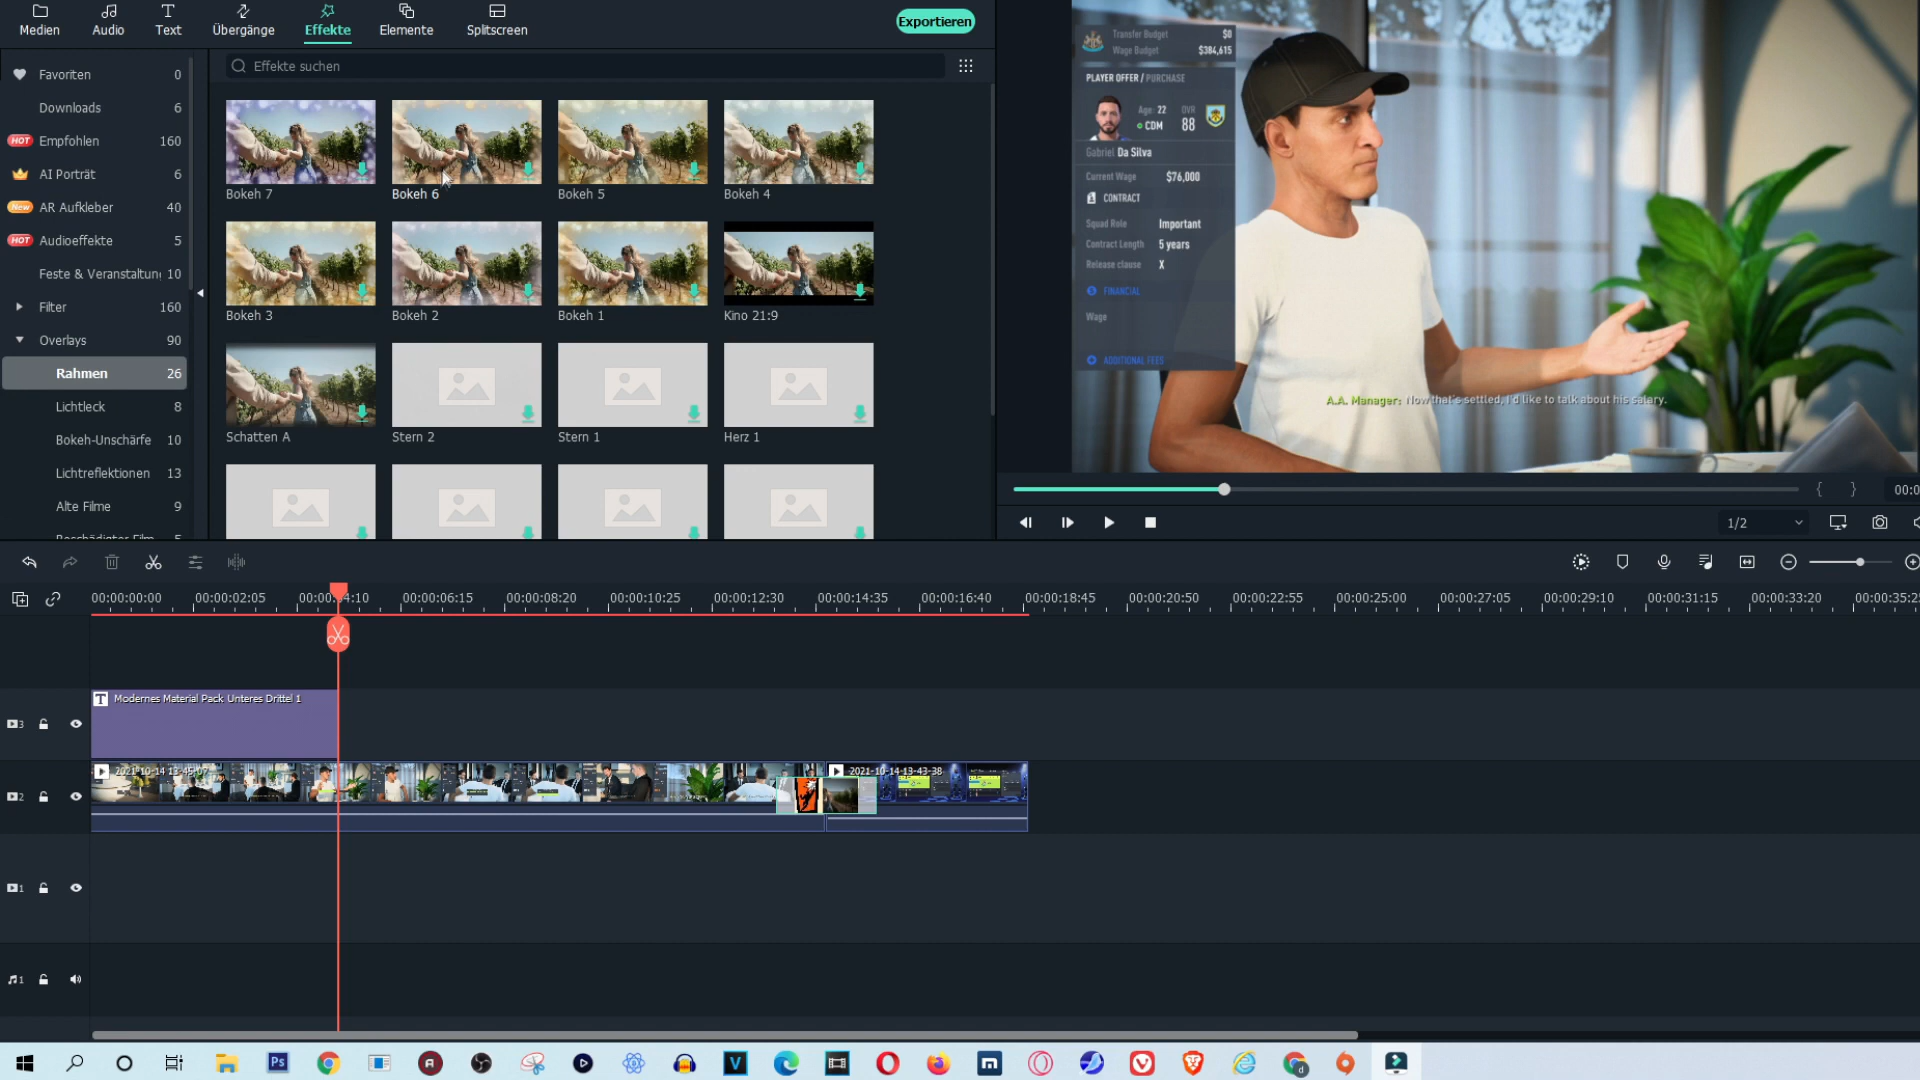 Medien
Audio
Text
Übergänge
Effekte
Elemente
Splitscreen
Exportieren
Favoriten 0
Downloads 6
HOT Empfohlen 160
AI Porträt 6
New AR Aufkleber 40
HOT Audioeffekte 5
Feste & Veranstaltun 10
Filter 160
Overlays 90
Rahmen 26
Lichtleck 8
Bokeh-Unschärfe 10
Lichtreflektionen 13
Alte Filme 9
Effekte suchen
Bokeh 7
Bokeh 6
Bokeh 5
Bokeh 4
Bokeh 3
Bokeh 2
Bokeh 1
Kino 21:9
Schatten A
Stern 2
Stern 1
Herz 1
Transfer Budget $0
Wage Budget $384,615
PLAYER OFFER / PURCHASE
Age: 22 OVR
CDM 88
Gabriel Da Silva
Current Wage $76,000
CONTRACT
Squad Role Important
Contract Length 5 years
Release clause X
FINANCIAL
Wage
ADDITIONAL FEES
A.A. Manager: Now that's settled, I'd like to talk about his salary.
{ } 00:0
1/2
00:00:00:00 00:00:02:05 00:00:04:10 00:00:06:15 00:00:08:20 00:00:10:25 00:00:12:30 00:00:14:35 00:00:16:40 00:00:18:45 00:00:20:50 00:00:22:55 00:00:25:00 00:00:27:05 00:00:29:10 00:00:31:15 00:00:33:20 00:00:35:25
3
T Modernes Material Pack Unteres Drittel 1
2
2021-10-14 13-43-38
1
1
Ps
V